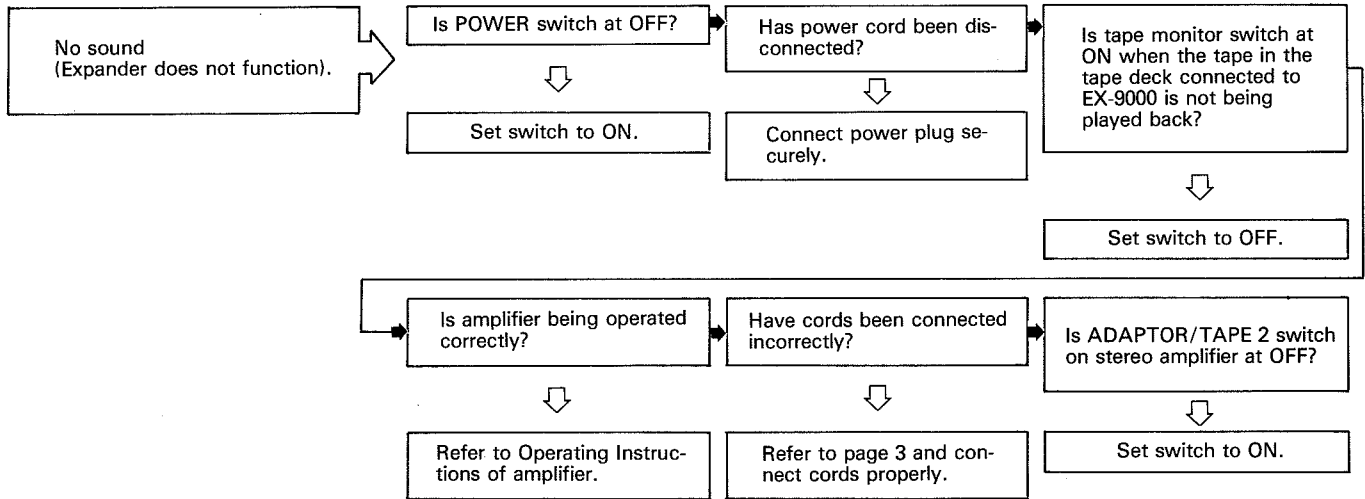 No sound
(Expander does not function).
Is POWER switch at OFF?
Set switch to ON.
Has power cord been dis-
connected?
Connect power plug se-
curely.
Is tape monitor switch at
ON when the tape in the
tape deck connected to
EX-9000 is not being
played back?
Set switch to OFF.
Is amplifier being operated
correctly?
Refer to Operating Instruc-
tions of amplifier.
Have cords been connected
incorrectly?
Refer to page 3 and con-
nect cords properly.
Is ADAPTOR/TAPE 2 switch
on stereo amplifier at OFF?
Set switch to ON.